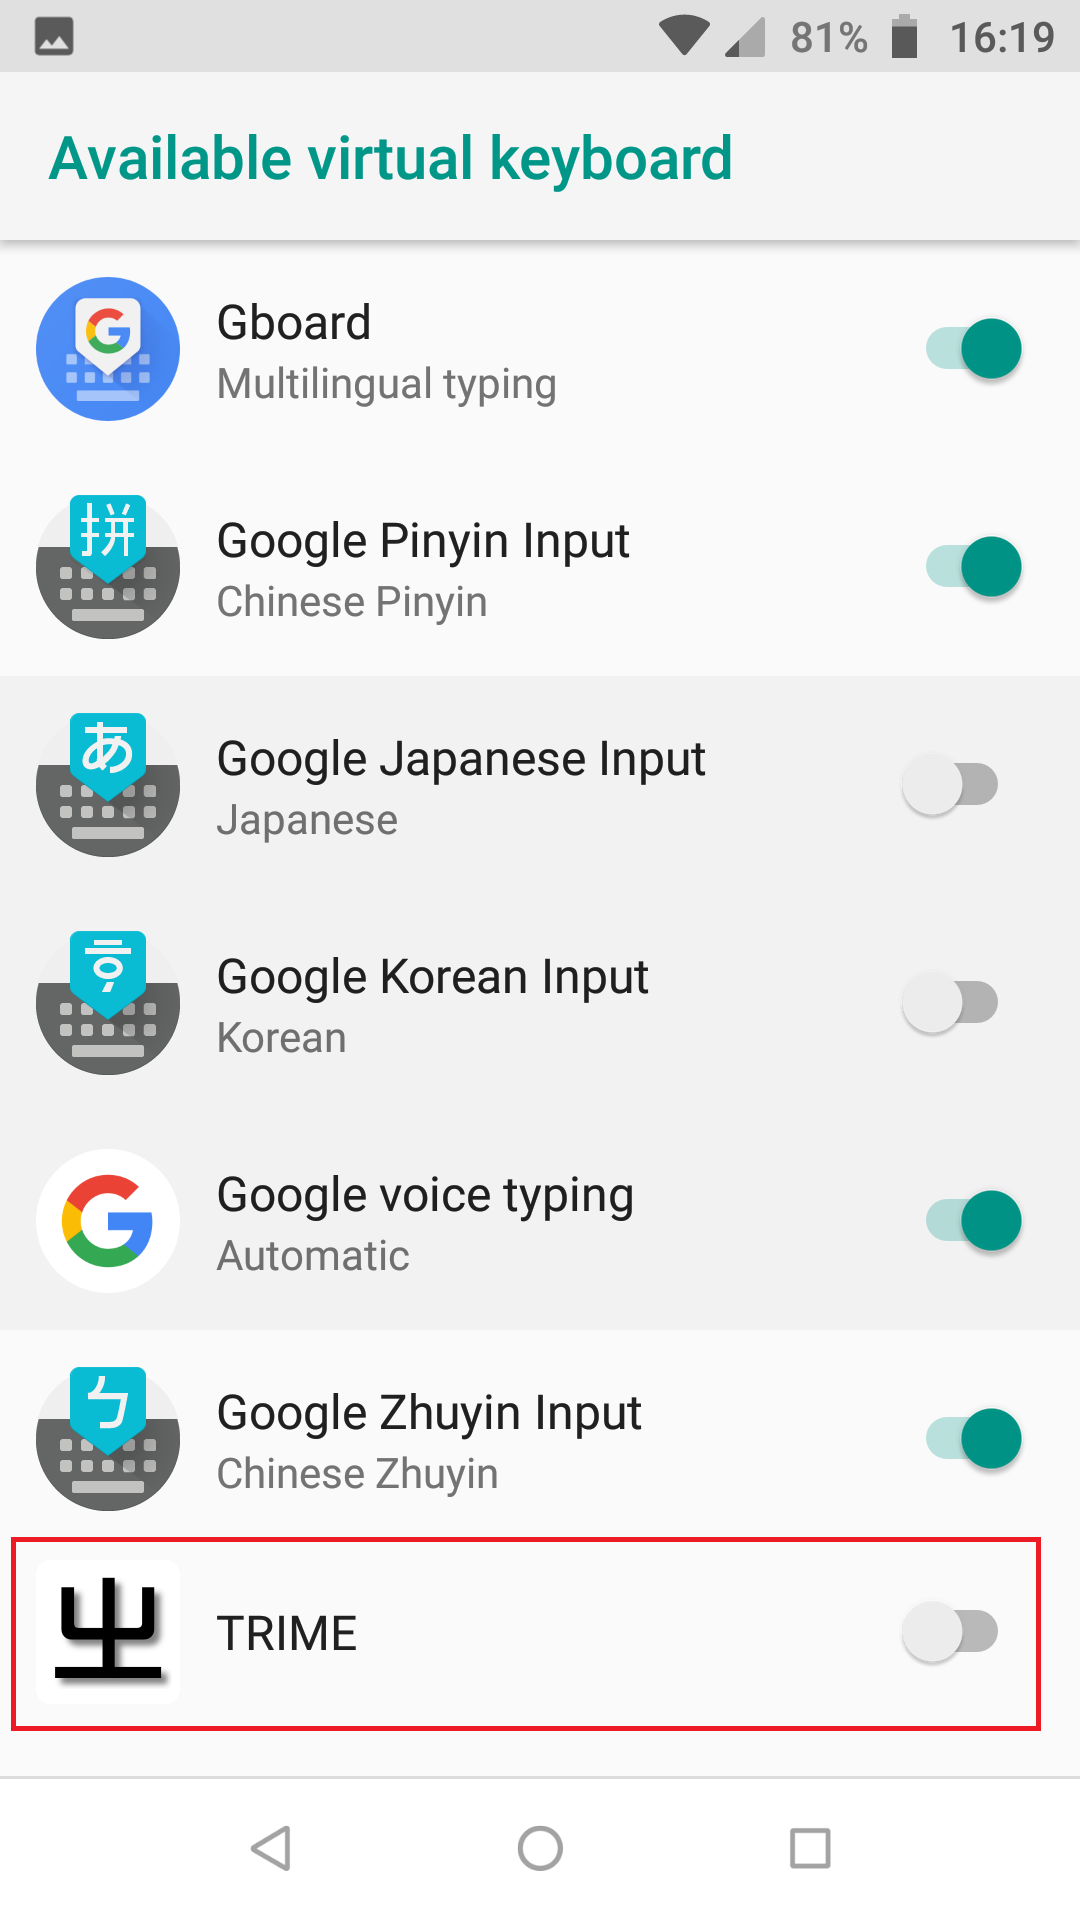 81% 16:19
Available virtual keyboard
Gboard
Multilingual typing
拼
Google Pinyin Input
Chinese Pinyin
あ
Google Japanese Input
Japanese
ㅎ
Google Korean Input
Korean
G
Google voice typing
Automatic
ㄅ
Google Zhuyin Input
Chinese Zhuyin
㞢
TRIME